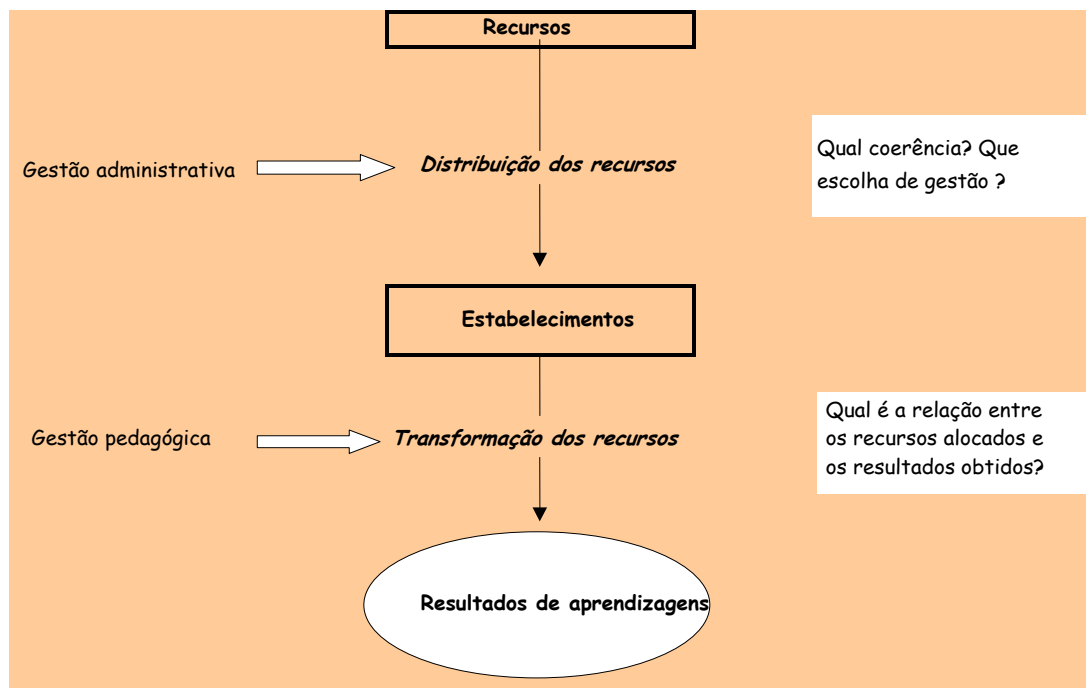 Recursos
Gestão administrativa
Distribuição dos recursos
Qual coerência? Que
escolha de gestão ?
Estabelecimentos
Gestão pedagógica
Transformação dos recursos
Qual é a relação entre
os recursos alocados e
os resultados obtidos?
Resultados de aprendizagens